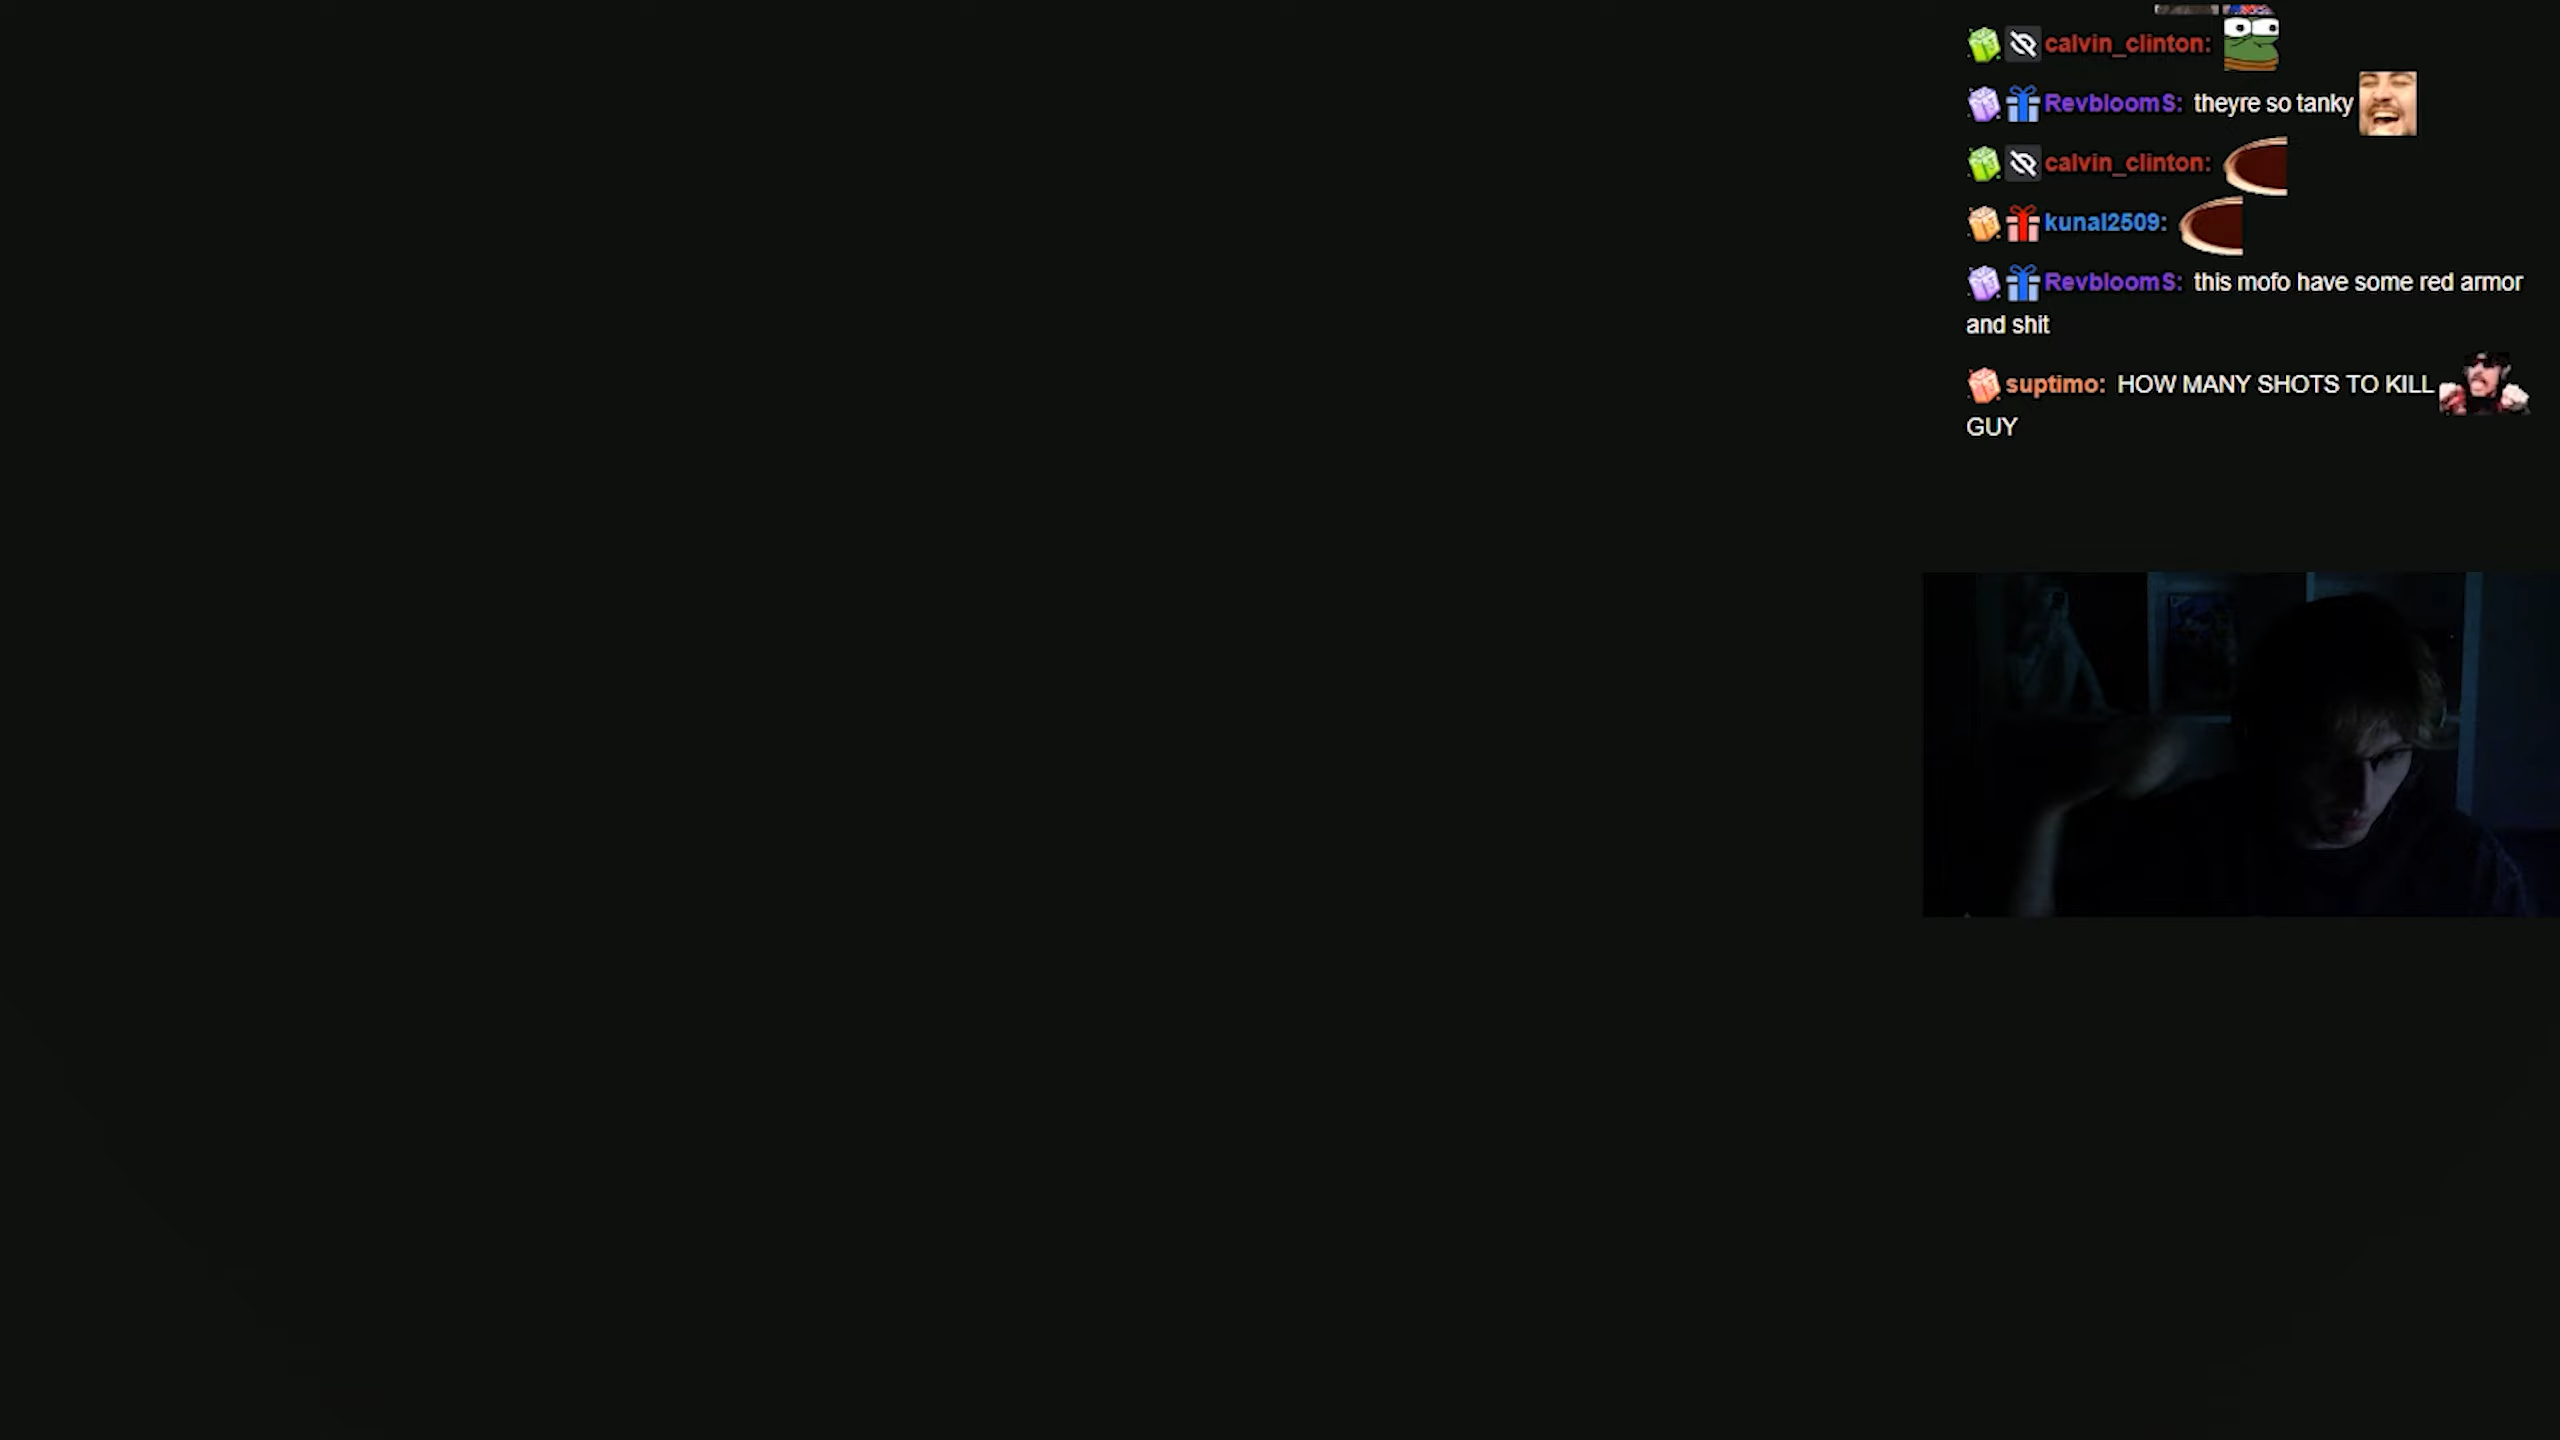 calvin_clinton:
RevbloomS: theyre so tanky
calvin_clinton:
kunal2509:
RevbloomS: this mofo have some red armor
and shit
suptimo: HOW MANY SHOTS TO KILL
GUY